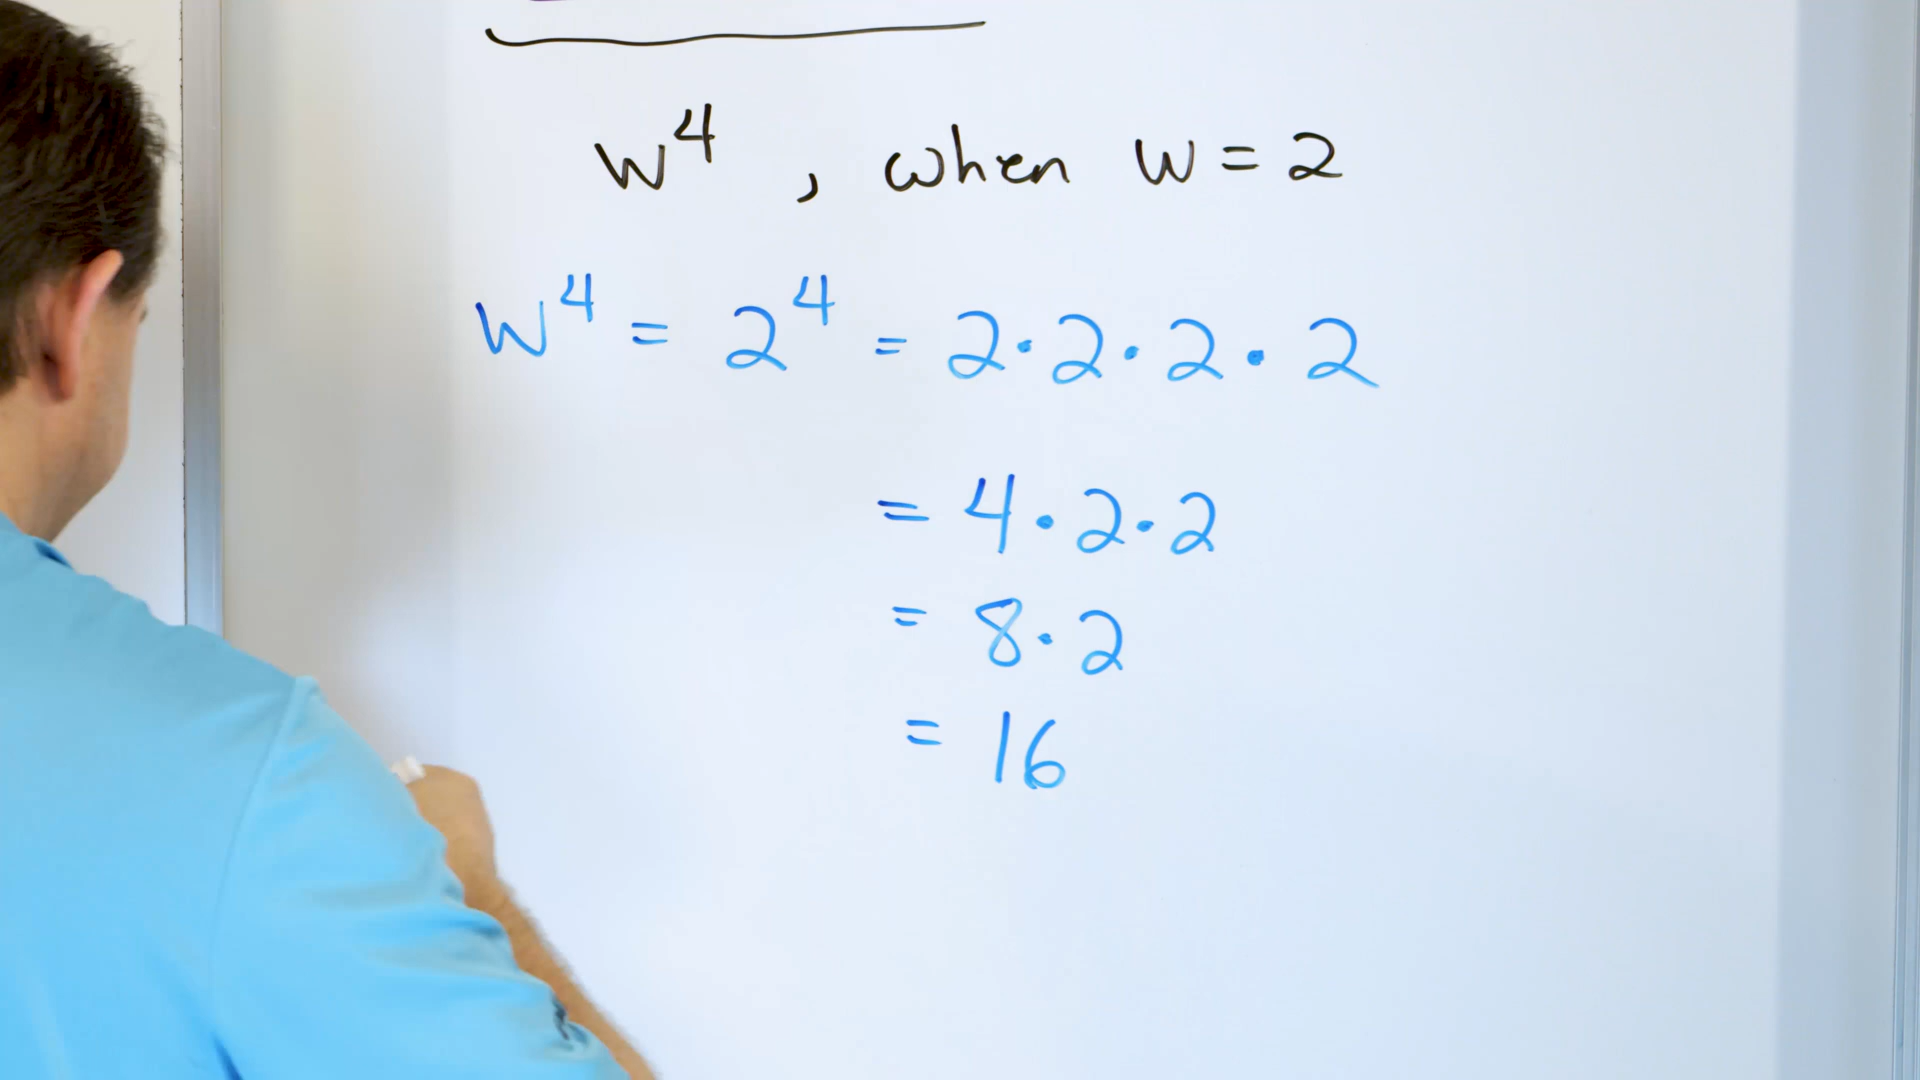 w⁴ , when w = 2
w⁴ = 2⁴ = 2·2·2·2
= 4·2·2
= 8·2
= 16